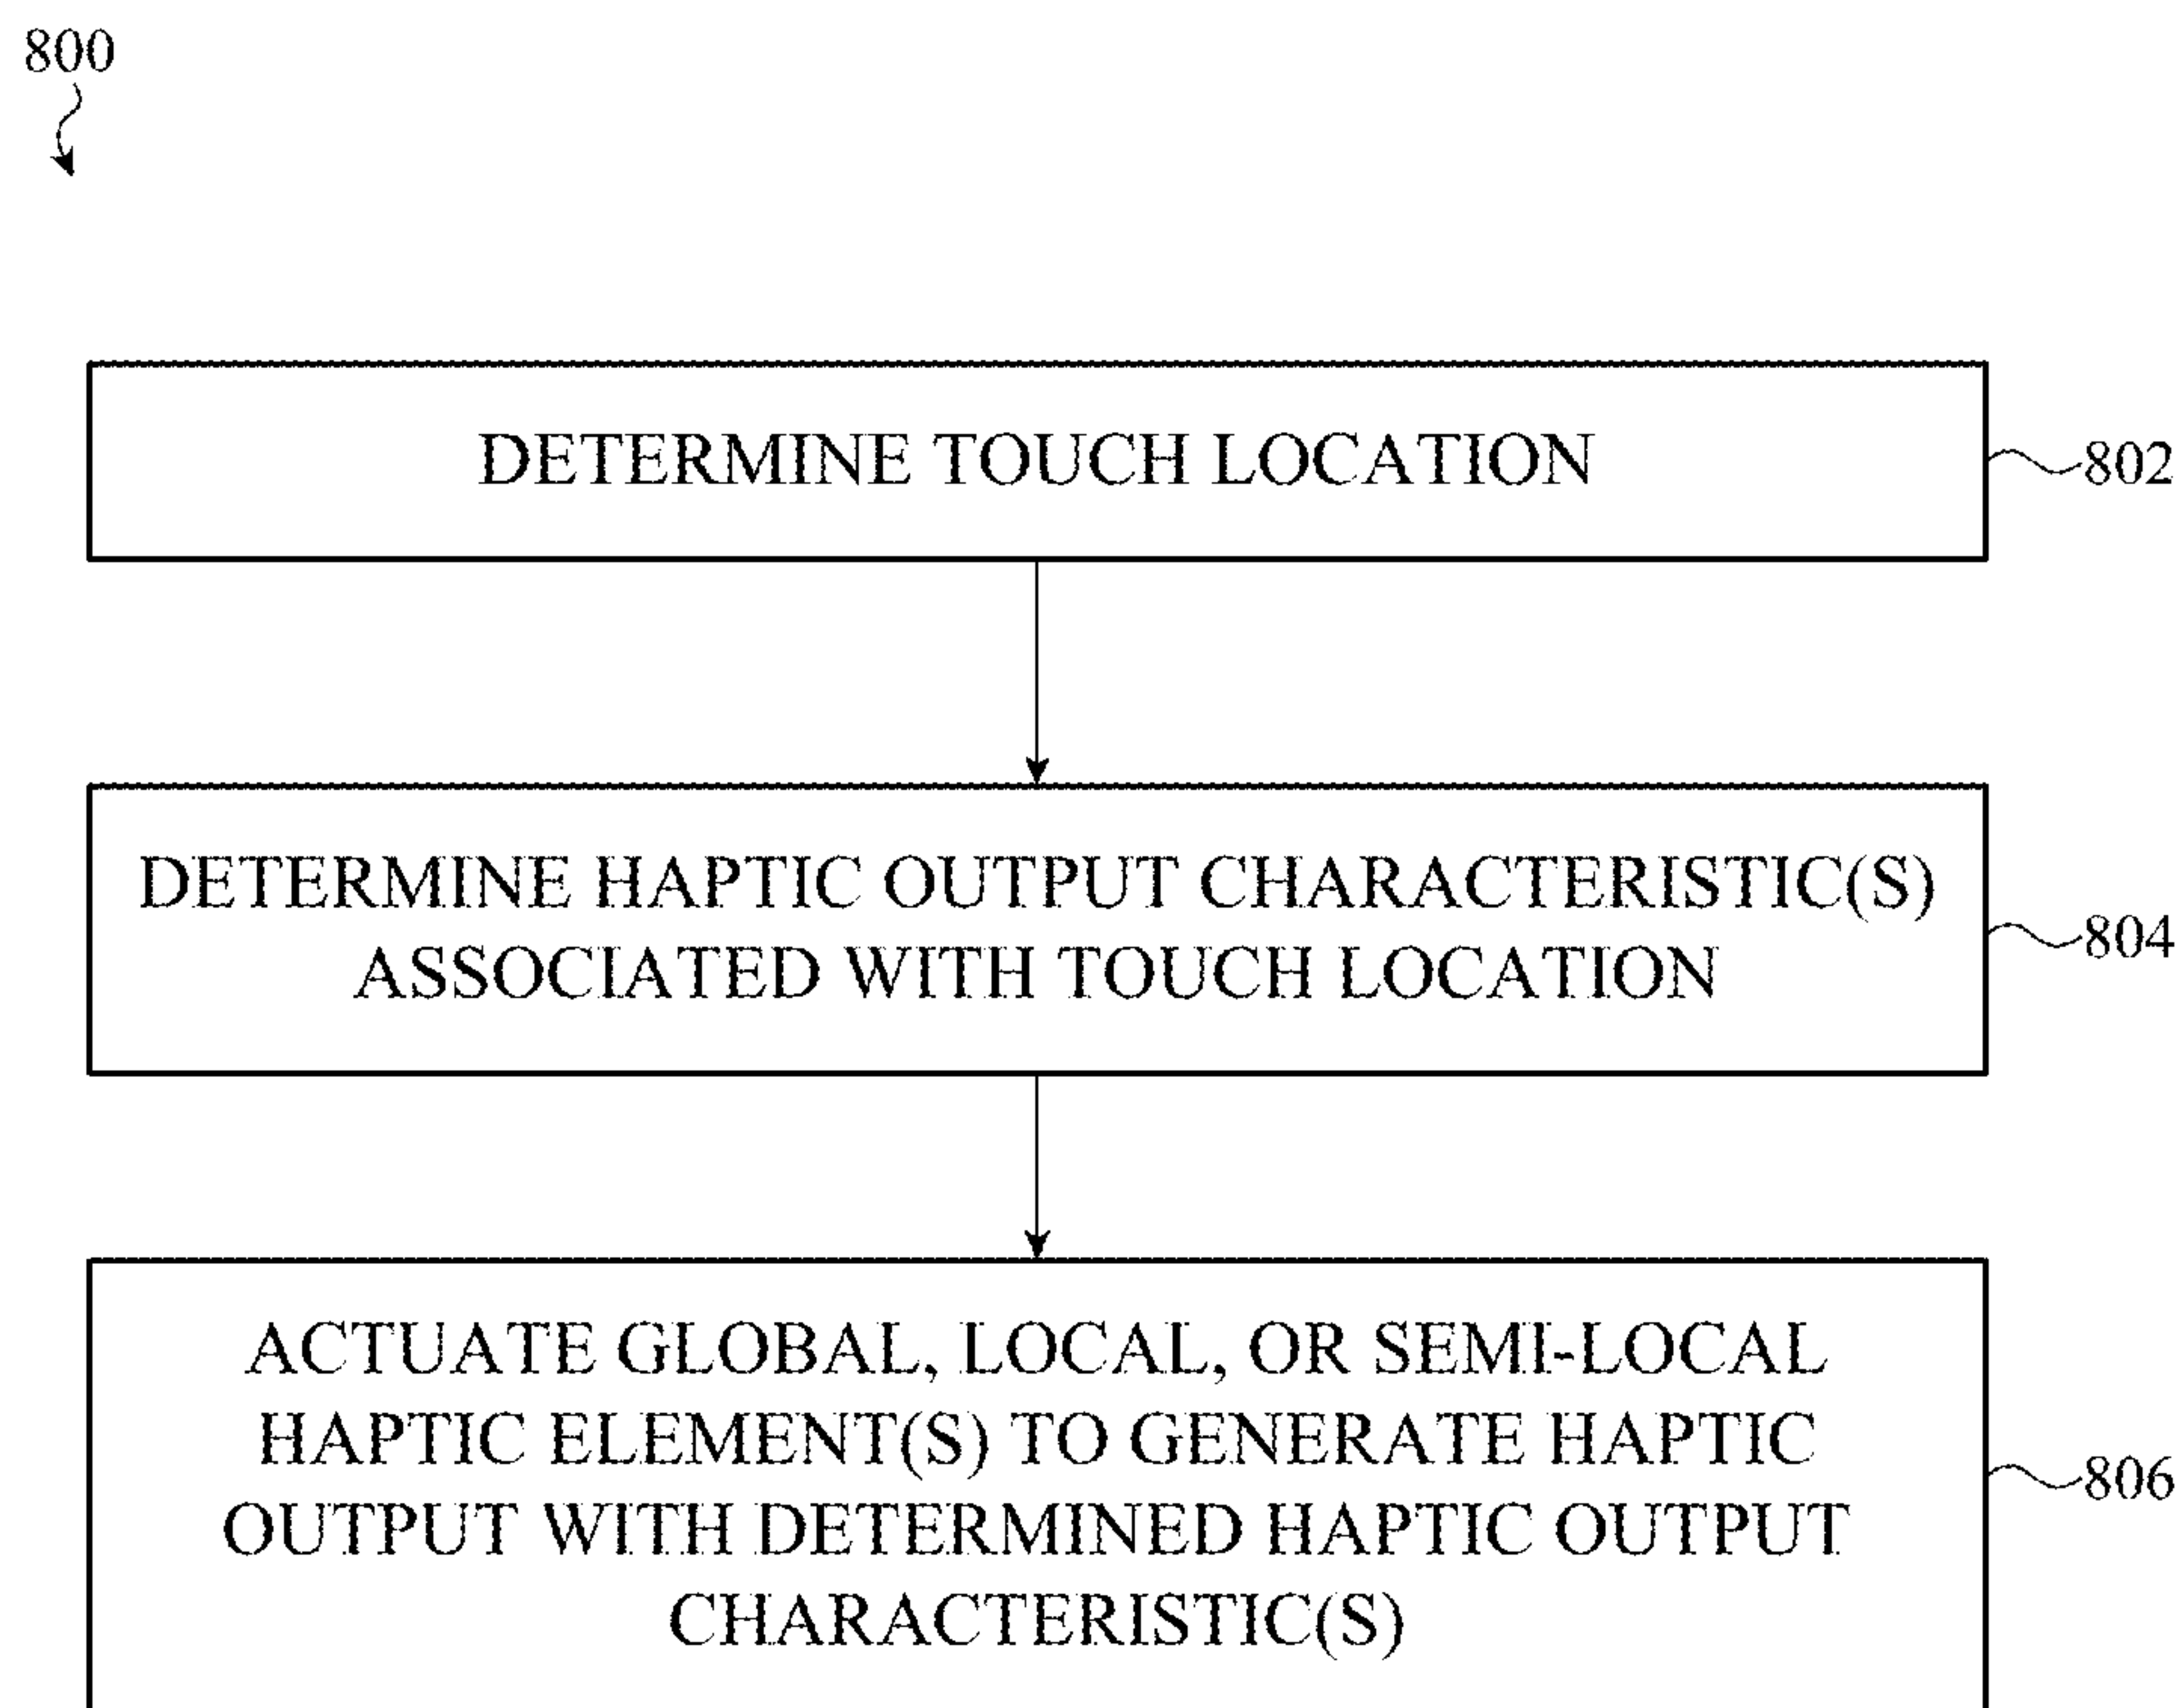 800
DETERMINE TOUCH LOCATION
802
DETERMINE HAPTIC OUTPUT CHARACTERISTIC(S)
ASSOCIATED WITH TOUCH LOCATION
804
ACTUATE GLOBAL, LOCAL, OR SEMI-LOCAL
HAPTIC ELEMENT(S) TO GENERATE HAPTIC
OUTPUT WITH DETERMINED HAPTIC OUTPUT
CHARACTERISTIC(S)
806